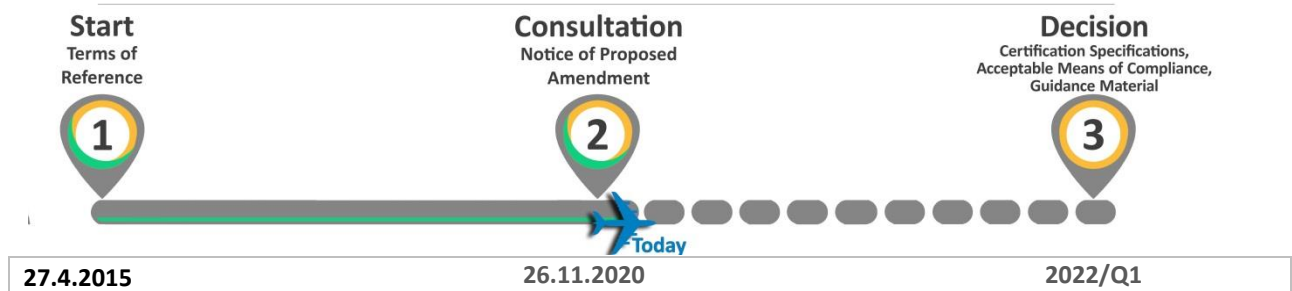 Start
Terms of
Reference
Consultation
Notice of Proposed
Amendment
Decision
Certification Specifications,
Acceptable Means of Compliance,
Guidance Material
1
2
3
Today
27.4.2015
26.11.2020
2022/Q1